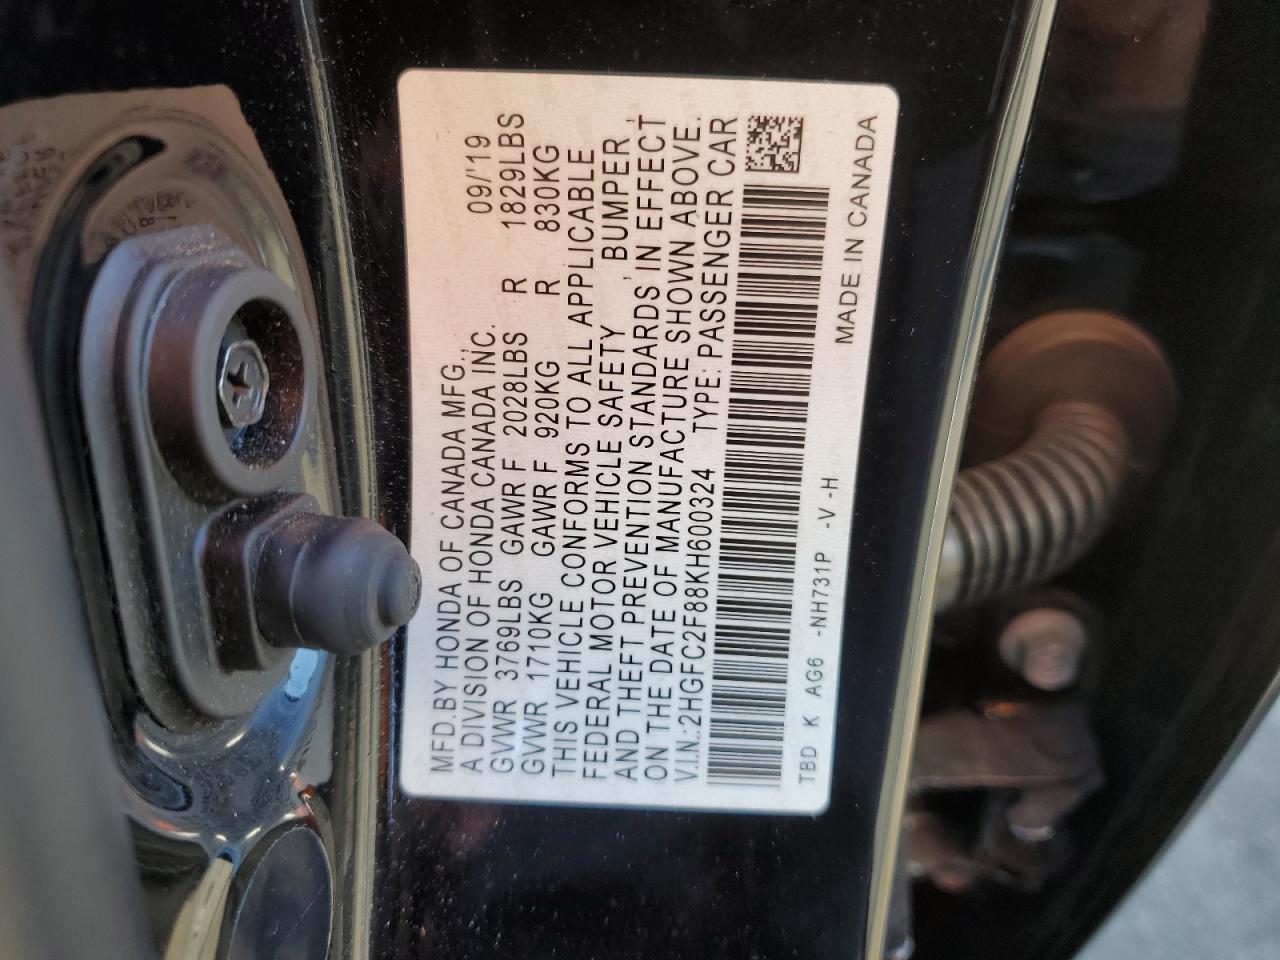 MFD.BY HONDA OF CANADA MFG.,
A DIVISION OF HONDA CANADA INC. 09/'19
GVWR 3769LBS GAWR F 2028LBS R 1829LBS
GVWR 1710KG GAWR F 920KG R 830KG
THIS VEHICLE CONFORMS TO ALL APPLICABLE
FEDERAL MOTOR VEHICLE SAFETY , BUMPER ,
AND THEFT PREVENTION STANDARDS IN EFFECT
ON THE DATE OF MANUFACTURE SHOWN ABOVE.
V.I.N.:2HGFC2F88KH600324 TYPE: PASSENGER CAR
TBD K AG6 -NH731P -V -H
MADE IN CANADA